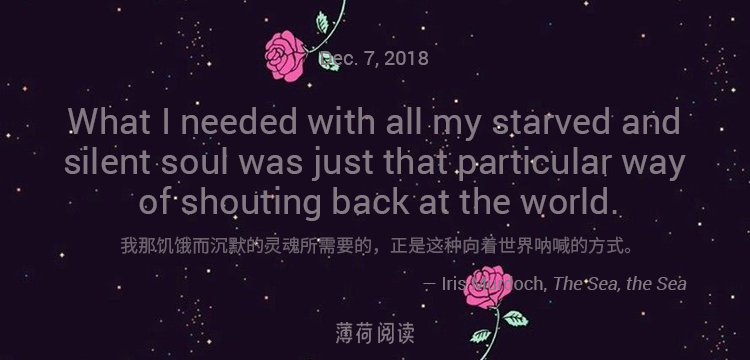 Dec. 7, 2018
What I needed with all my starved and
silent soul was just that particular way
of shouting back at the world.
我那饥饿而沉默的灵魂所需要的，正是这种向着世界呐喊的方式。
— Iris Murdoch, The Sea, the Sea
薄荷阅读